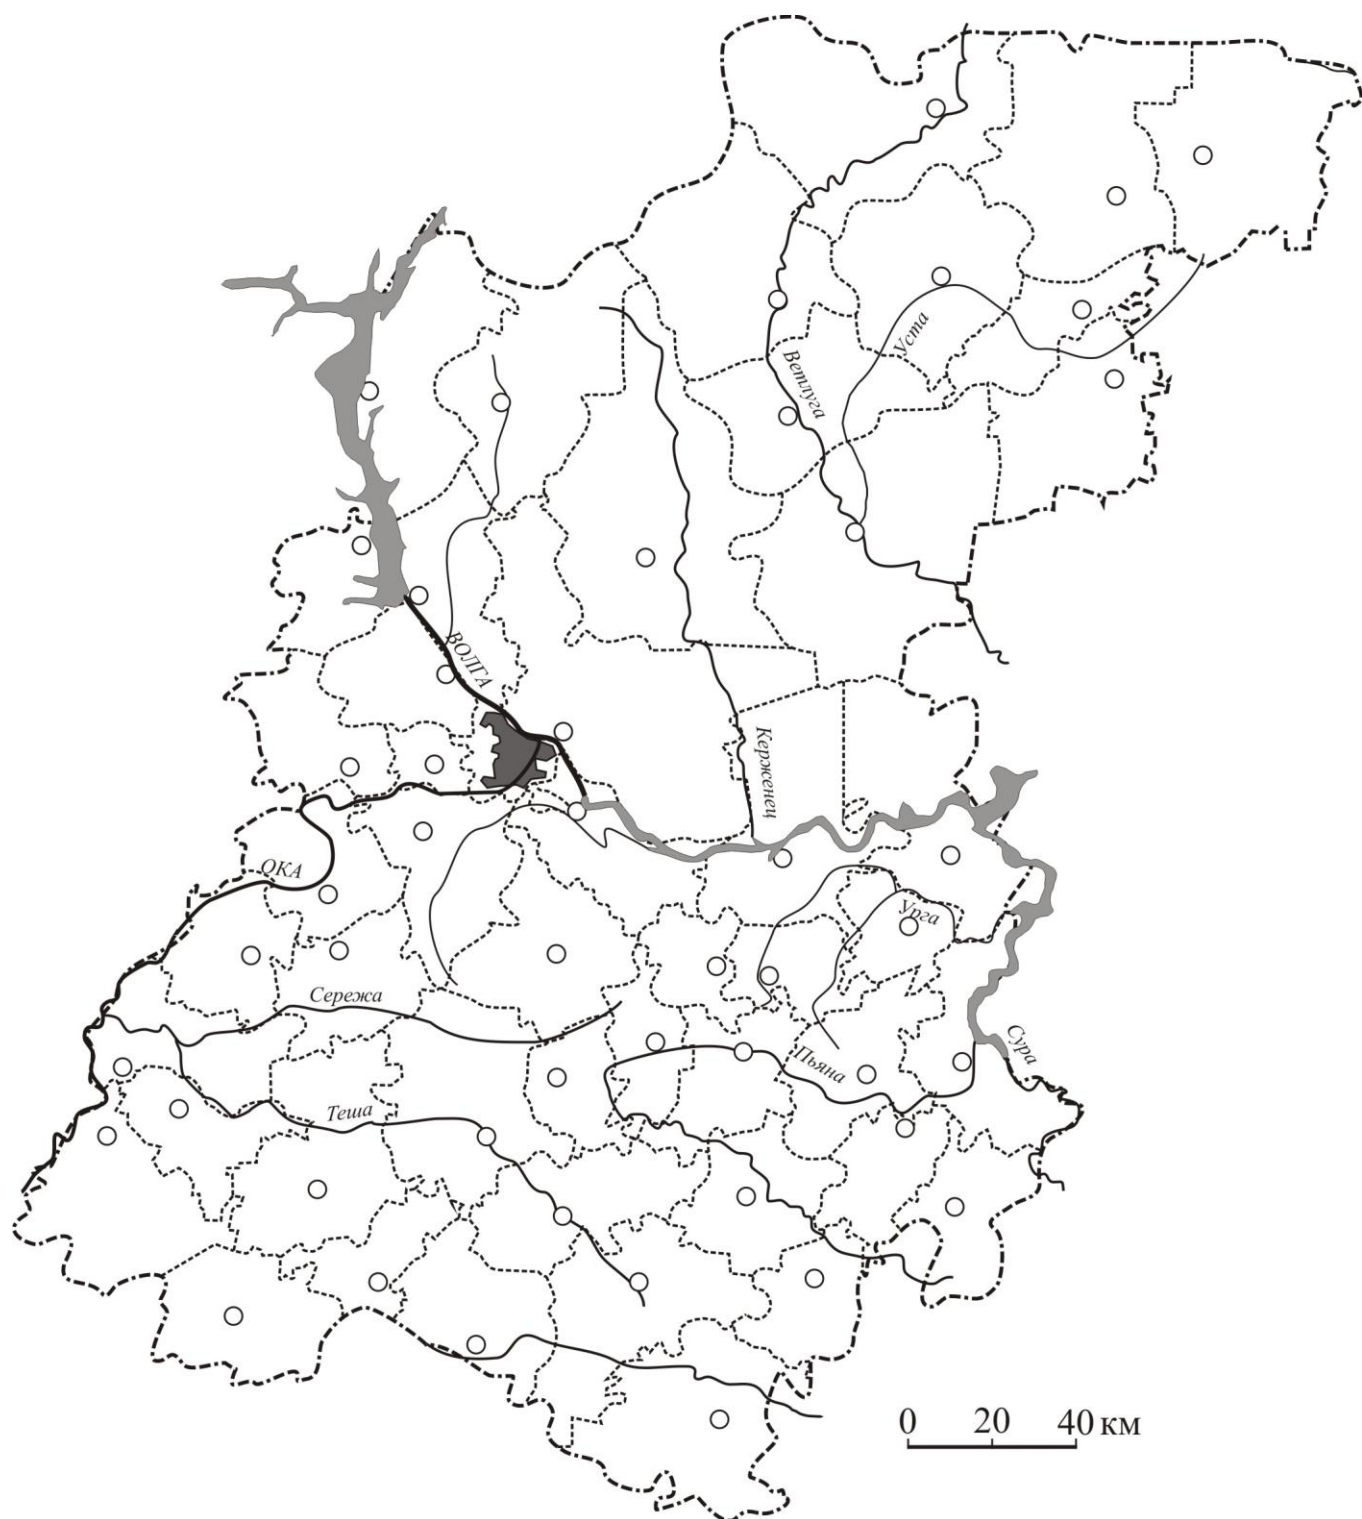 Уста
Ветлуга
ВОЛГА
Керженец
ОКА
Урга
Сережа
Сура
Пьяна
Теша
0 20 40 км